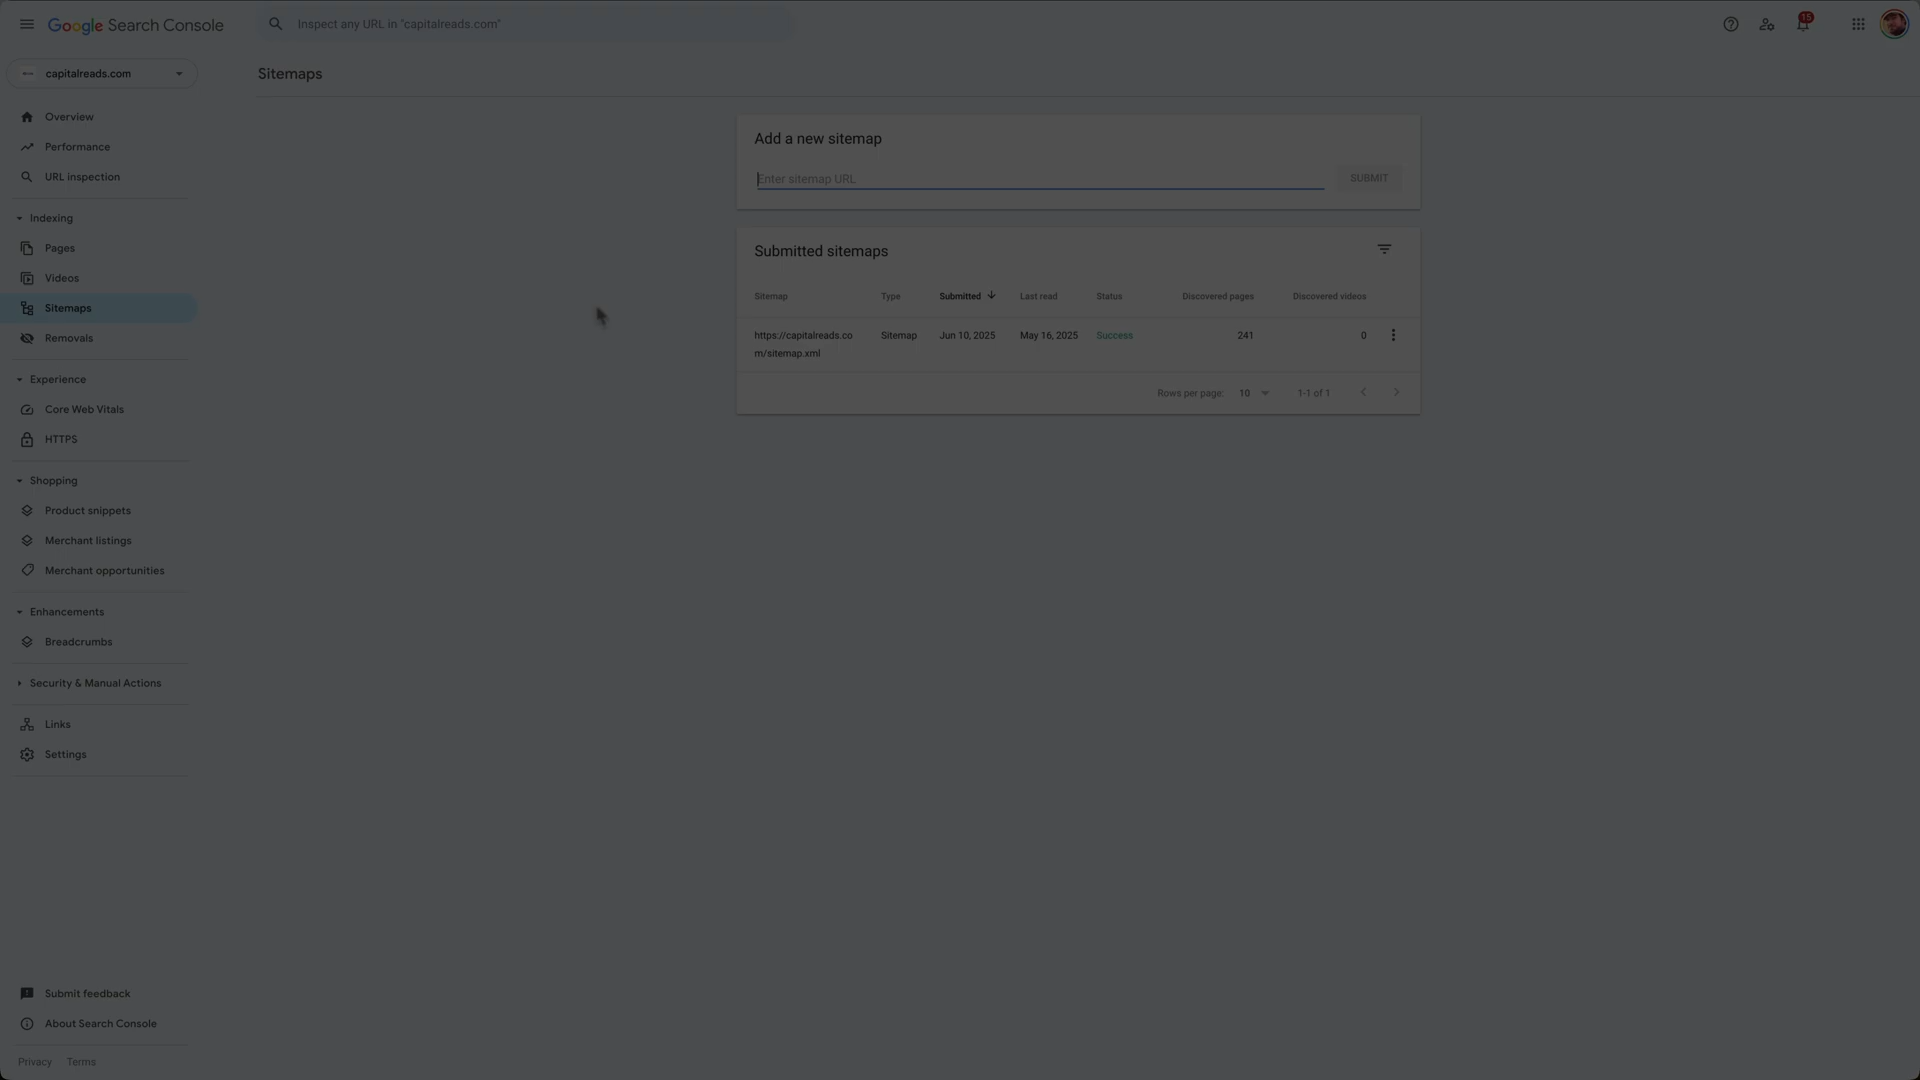 Google Search Console
Inspect any URL in "capitalreads.com"
15
capitalreads.com
Sitemaps
Overview
Performance
URL inspection
Indexing
Pages
Videos
Sitemaps
Removals
Experience
Core Web Vitals
HTTPS
Shopping
Product snippets
Merchant listings
Merchant opportunities
Enhancements
Breadcrumbs
Security & Manual Actions
Links
Settings
Submit feedback
About Search Console
Privacy Terms
Add a new sitemap
Enter sitemap URL
SUBMIT
Submitted sitemaps
Sitemap Type Submitted Last read Status Discovered pages Discovered videos
https://capitalreads.co Sitemap Jun 10, 2025 May 16, 2025 Success 241 0
m/sitemap.xml
Rows per page: 10 1-1 of 1